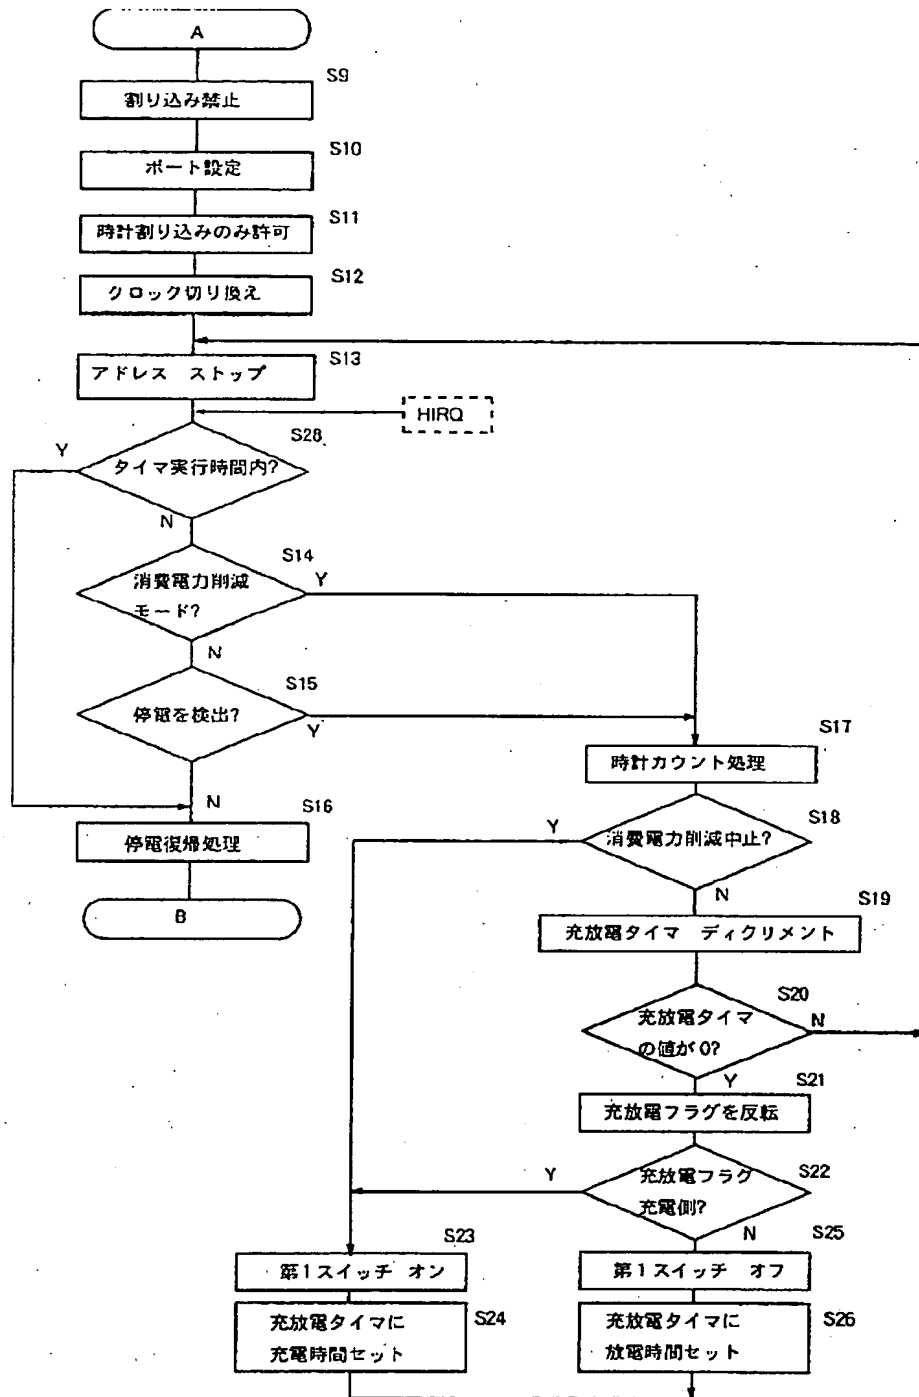 A
S9
割り込み禁止
S10
ポート設定
S11
時計割り込みのみ許可
S12
クロック切り換え
S13
アドレス ストップ
HIRQ
S28
Y
タイマ実行時間内?
N
S14
消費電力削減
モード?
Y
N
S15
停電を検出?
Y
N
S16
停電復帰処理
B
S17
時計カウント処理
S18
Y
消費電力削減中止?
N
S19
充放電タイマ ディクリメント
S20
充放電タイマ
の値が0?
N
Y
S21
充放電フラグを反転
S22
Y
充放電フラグ
充電側?
N
S23
第1スイッチ オン
S24
充放電タイマに
充電時間セット
S25
第1スイッチ オフ
S26
充放電タイマに
放電時間セット